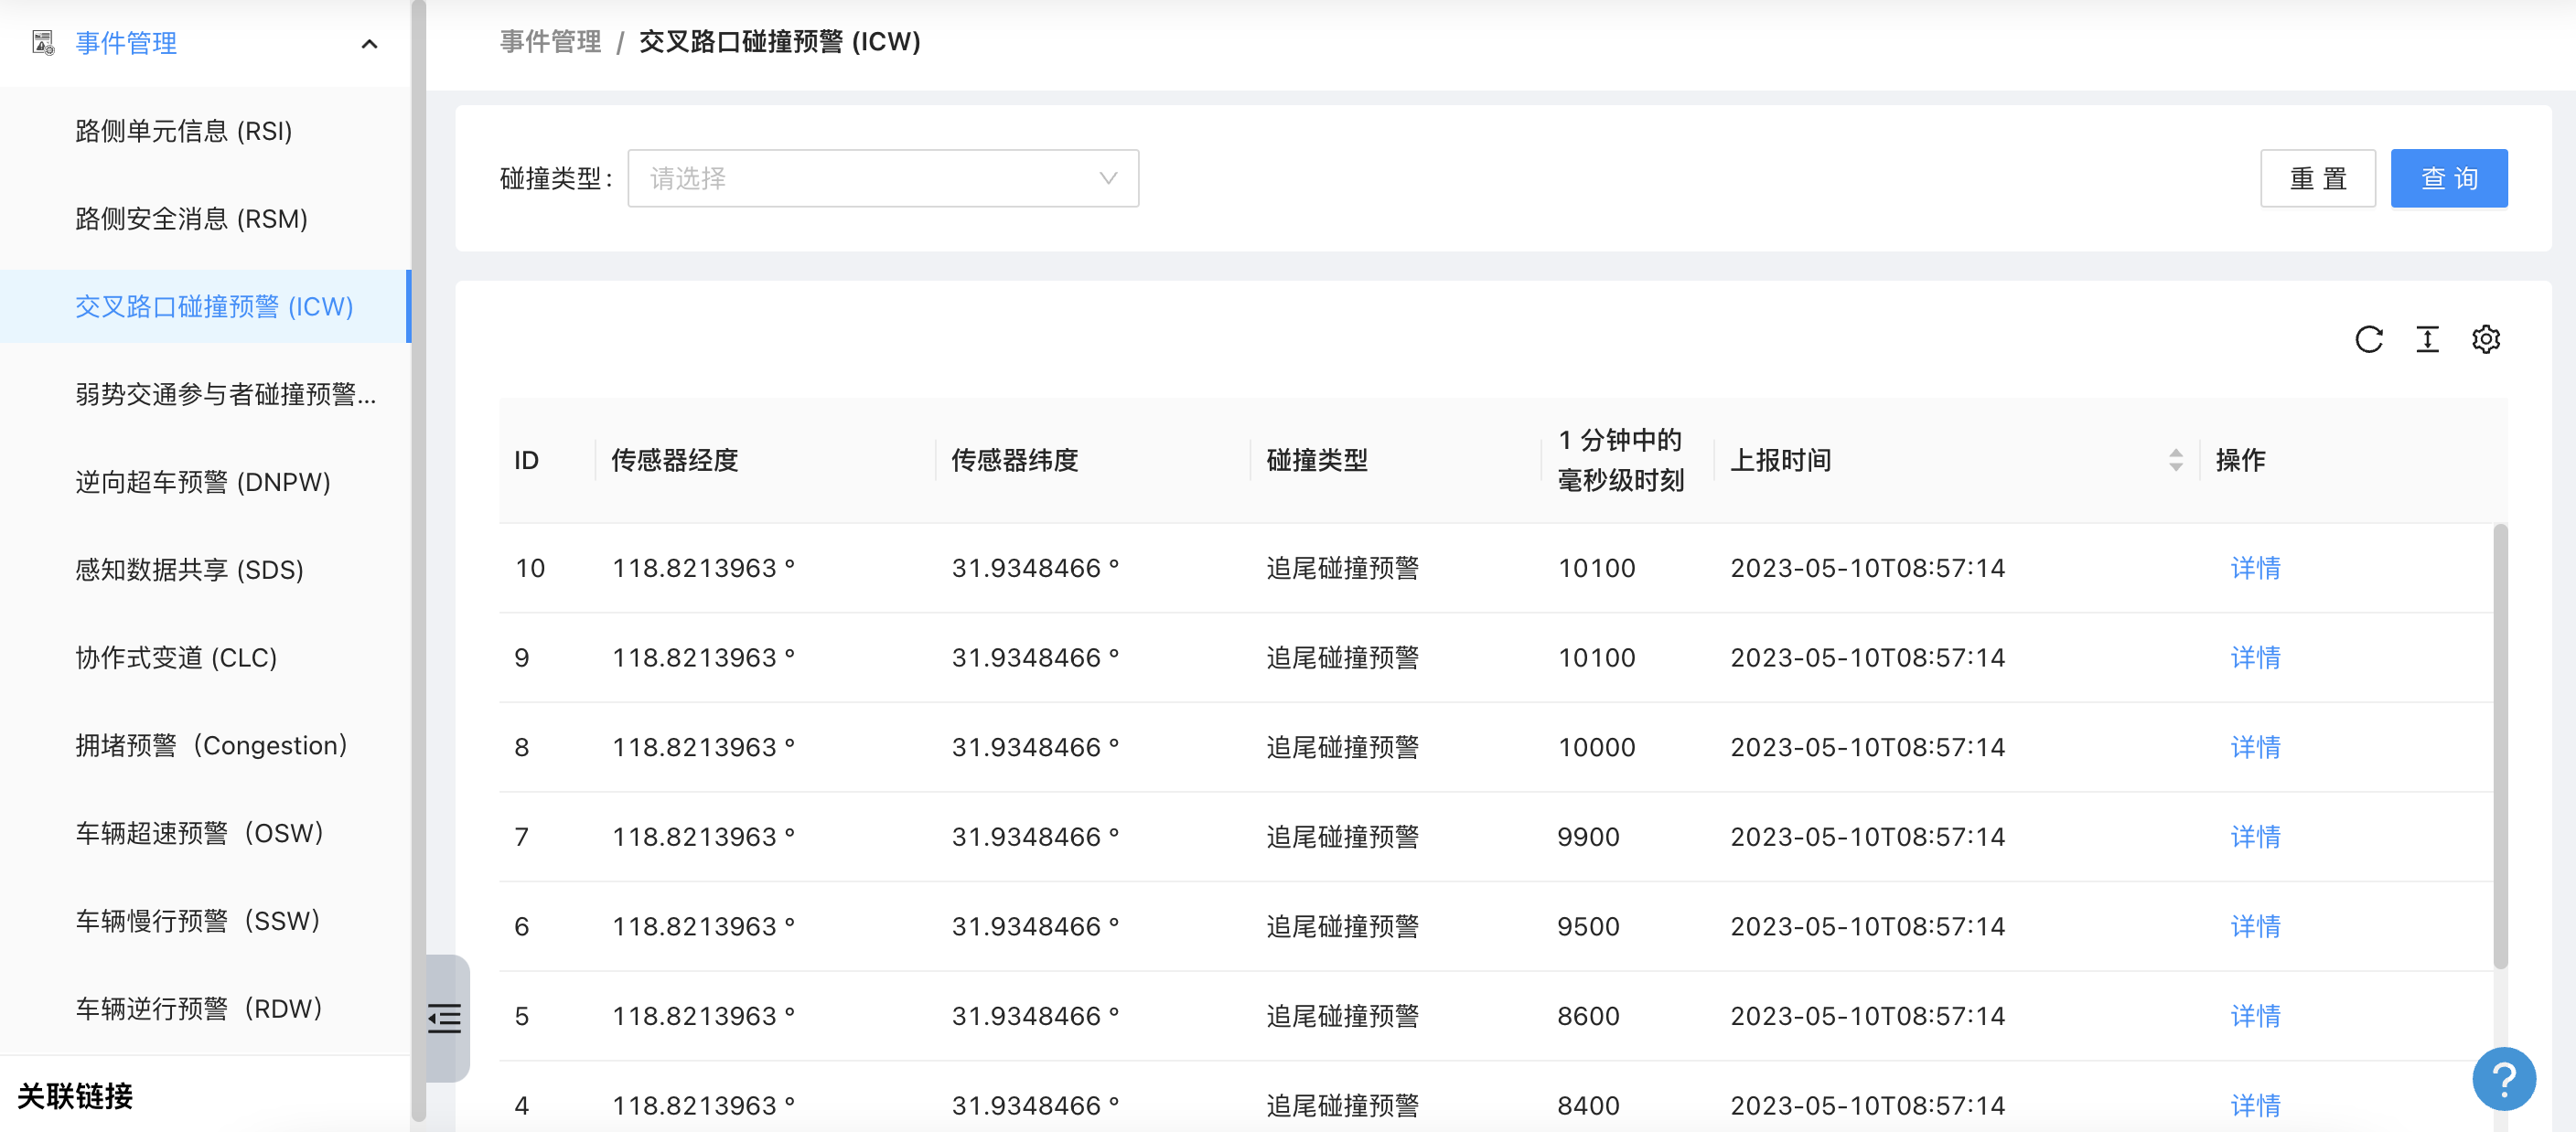 事件管理
路侧单元信息 (RSI)
路侧安全消息 (RSM)
交叉路口碰撞预警 (ICW)
弱势交通参与者碰撞预警...
逆向超车预警 (DNPW)
感知数据共享 (SDS)
协作式变道 (CLC)
拥堵预警（Congestion）
车辆超速预警（OSW）
车辆慢行预警（SSW）
车辆逆行预警（RDW）
关联链接
事件管理 / 交叉路口碰撞预警 (ICW)
碰撞类型: 请选择 重 置 查 询
ID 传感器经度 传感器纬度 碰撞类型 1 分钟中的 上报时间 操作
毫秒级时刻
10 118.8213963 ° 31.9348466 ° 追尾碰撞预警 10100 2023-05-10T08:57:14 详情
9 118.8213963 ° 31.9348466 ° 追尾碰撞预警 10100 2023-05-10T08:57:14 详情
8 118.8213963 ° 31.9348466 ° 追尾碰撞预警 10000 2023-05-10T08:57:14 详情
7 118.8213963 ° 31.9348466 ° 追尾碰撞预警 9900 2023-05-10T08:57:14 详情
6 118.8213963 ° 31.9348466 ° 追尾碰撞预警 9500 2023-05-10T08:57:14 详情
5 118.8213963 ° 31.9348466 ° 追尾碰撞预警 8600 2023-05-10T08:57:14 详情
4 118.8213963 ° 31.9348466 ° 追尾碰撞预警 8400 2023-05-10T08:57:14 详情
?